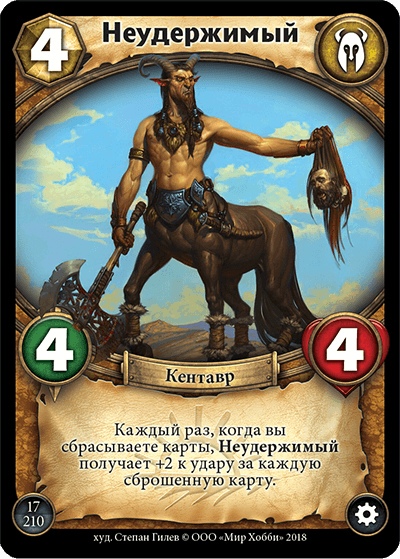 4
Неудержимый
4
4
Кентавр
Каждый раз, когда вы
сбрасываете карты, Неудержимый
получает +2 к удару за каждую
сброшенную карту.
17
210
худ. Степан Гилев © ООО «Мир Хобби» 2018